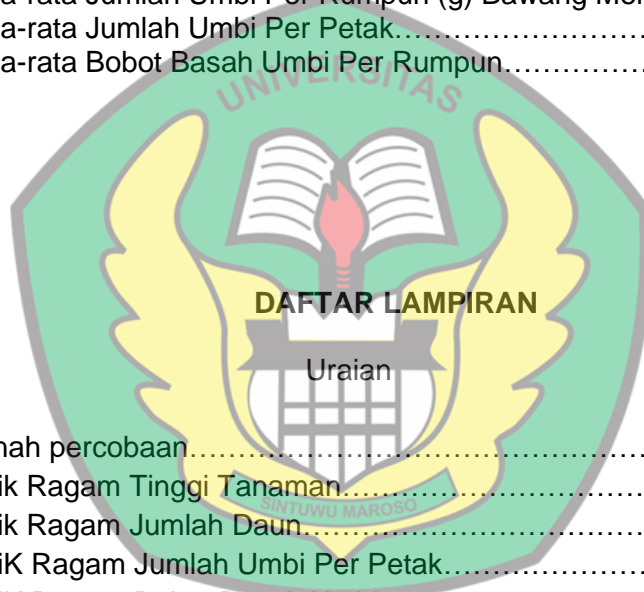 a-rata Jumlah Umbi Per Rumpun (g) Bawang
a-rata Jumlah Umbi Per Petak……………………
a-rata Bobot Basah Umbi Per Rumpun……………
UNIVERSITAS
DAFTAR LAMPIRAN
Uraian
nah percobaan……………………………………
ik Ragam Tinggi Tanaman…………………………
SINTUWU MAROSO
ik Ragam Jumlah Daun……………………………
iK Ragam Jumlah Umbi Per Petak…………………